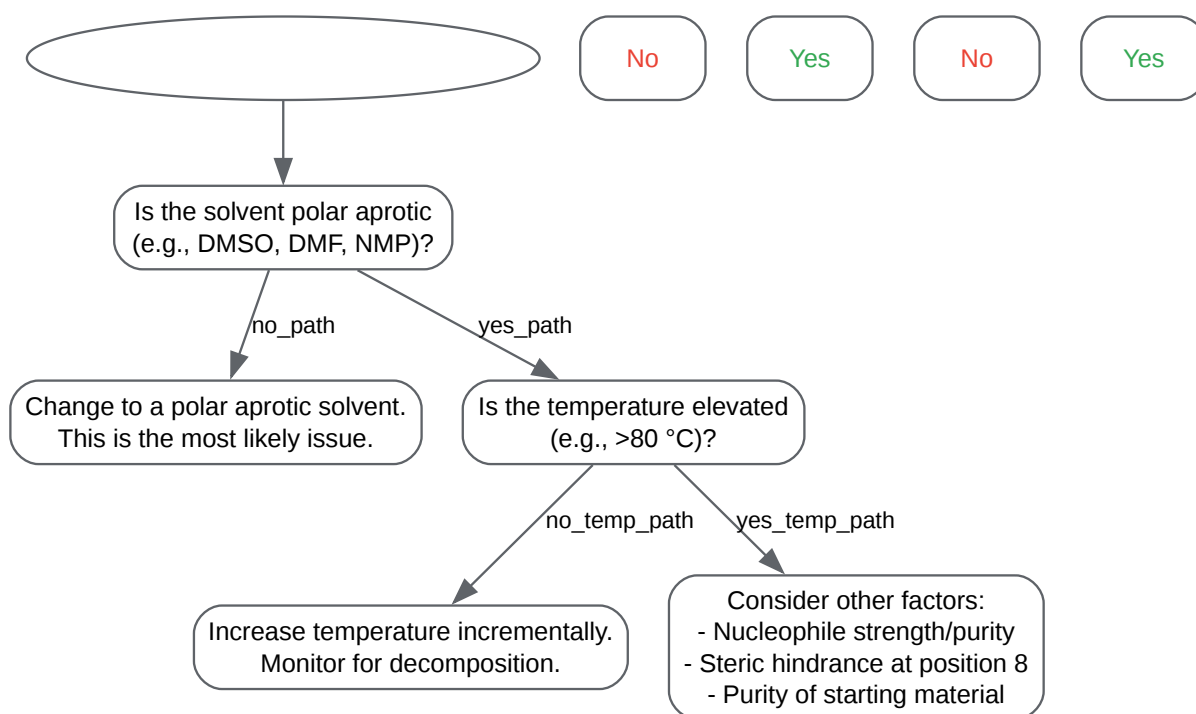 No
Yes
No
Yes
Is the solvent polar aprotic
(e.g., DMSO, DMF, NMP)?
no_path
yes_path
Change to a polar aprotic solvent.
This is the most likely issue.
Is the temperature elevated
(e.g., >80 °C)?
no_temp_path
yes_temp_path
Increase temperature incrementally.
Monitor for decomposition.
Consider other factors:
- Nucleophile strength/purity
- Steric hindrance at position 8
- Purity of starting material